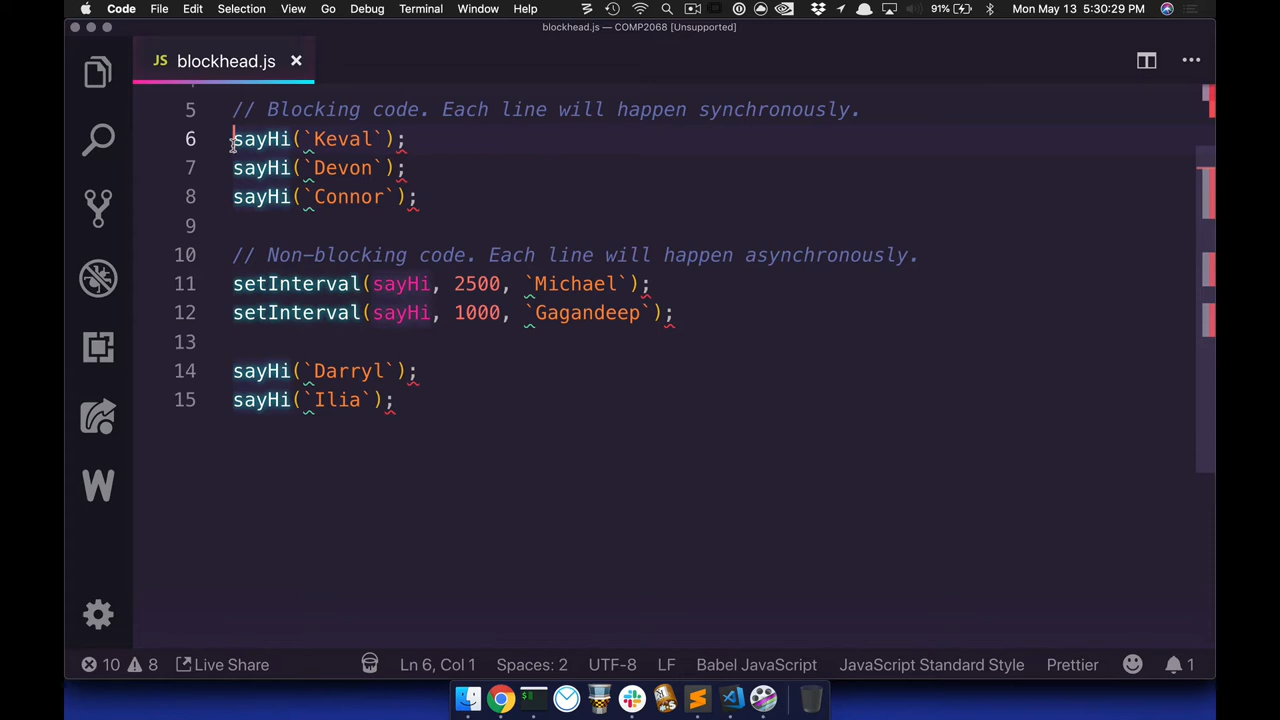 Code File Edit Selection View Go Debug Terminal Window Help 91% Mon May 13 5:30:29 PM
blockhead.js — COMP2068 [Unsupported]
JS blockhead.js ×
5 // Blocking code. Each line will happen synchronously.
6 sayHi(`Keval`);
7 sayHi(`Devon`);
8 sayHi(`Connor`);
9
10 // Non-blocking code. Each line will happen asynchronously.
11 setInterval(sayHi, 2500, `Michael`);
12 setInterval(sayHi, 1000, `Gagandeep`);
13
14 sayHi(`Darryl`);
15 sayHi(`Ilia`);
W
10 8 Live Share Ln 6, Col 1 Spaces: 2 UTF-8 LF Babel JavaScript JavaScript Standard Style Prettier 1